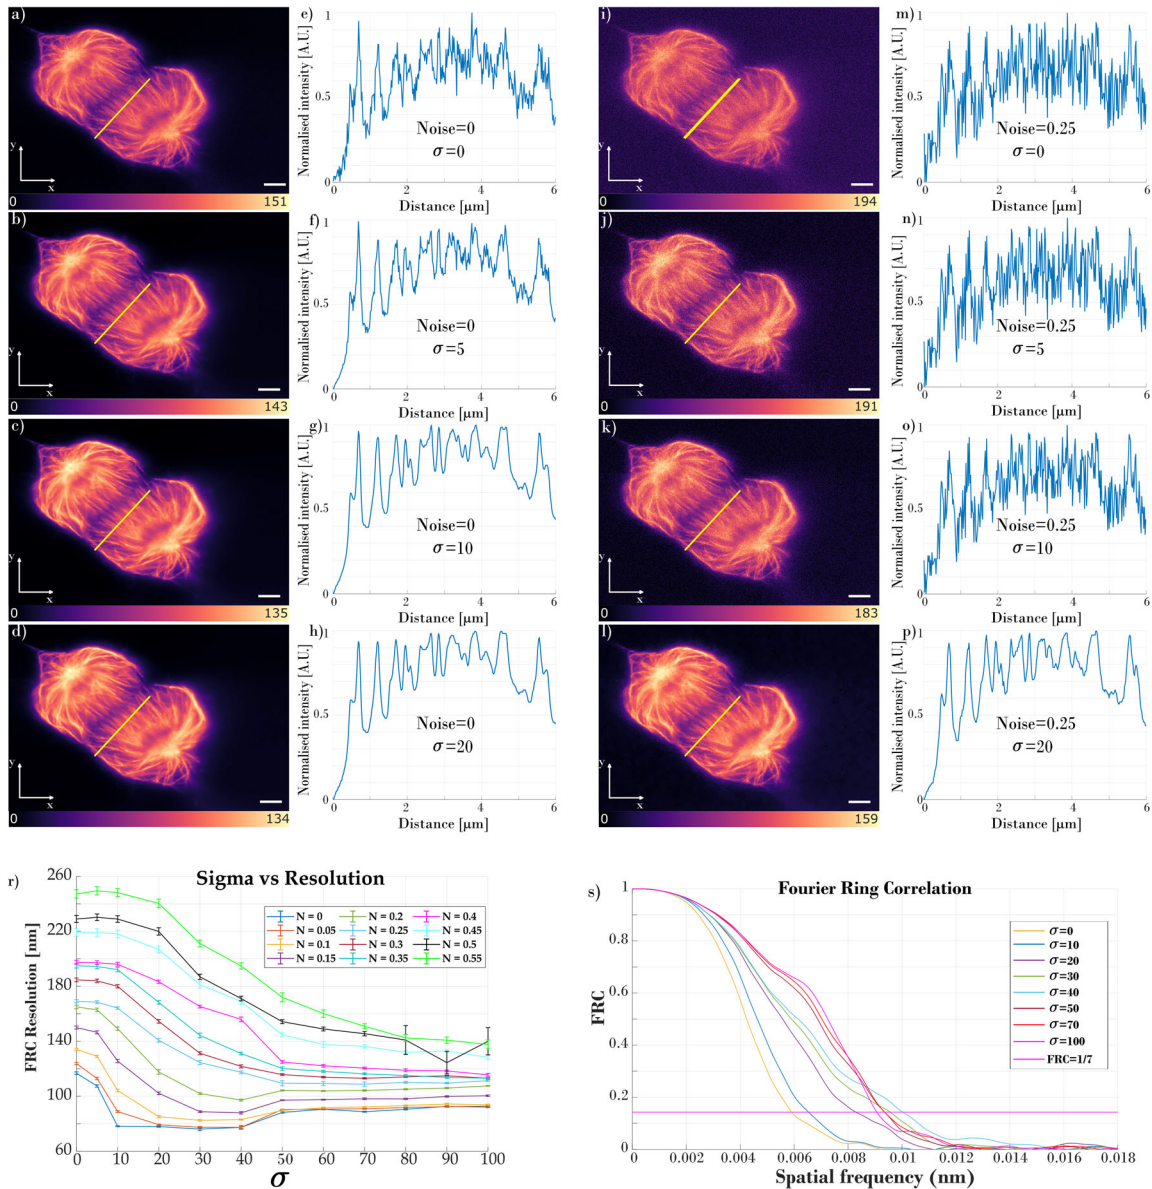 a)
y
x
0 151
e)
1
0.5
0
Normalised intensity [A.U.]
Noise=0
σ=0
0 2 4 6
Distance [μm]
i)
y
x
0 194
m)
1
0.5
0
Normalised intensity [A.U.]
Noise=0.25
σ=0
0 2 4 6
Distance [μm]
b)
y
x
0 143
f)
1
0.5
0
Normalised intensity [A.U.]
Noise=0
σ=5
0 2 4 6
Distance [μm]
j)
y
x
0 191
n)
1
0.5
0
Normalised intensity [A.U.]
Noise=0.25
σ=5
0 2 4 6
Distance [μm]
c)
y
x
0 135
g)
1
0.5
0
Normalised intensity [A.U.]
Noise=0
σ=10
0 2 4 6
Distance [μm]
k)
y
x
0 183
o)
1
0.5
0
Normalised intensity [A.U.]
Noise=0.25
σ=10
0 2 4 6
Distance [μm]
d)
y
x
0 134
h)
1
0.5
0
Normalised intensity [A.U.]
Noise=0
σ=20
0 2 4 6
Distance [μm]
l)
y
x
0 159
p)
1
0.5
0
Normalised intensity [A.U.]
Noise=0.25
σ=20
0 2 4 6
Distance [μm]
r)
Sigma vs Resolution
260
220
180
140
100
60
FRC Resolution [nm]
N = 0 N = 0.2 N = 0.4
N = 0.05 N = 0.25 N = 0.45
N = 0.1 N = 0.3 N = 0.5
N = 0.15 N = 0.35 N = 0.55
0 10 20 30 40 50 60 70 80 90 100
σ
s)
Fourier Ring Correlation
1
0.8
0.6
0.4
0.2
0
FRC
σ=0
σ=10
σ=20
σ=30
σ=40
σ=50
σ=70
σ=100
FRC=1/7
0 0.002 0.004 0.006 0.008 0.01 0.012 0.014 0.016 0.018
Spatial frequency (nm)